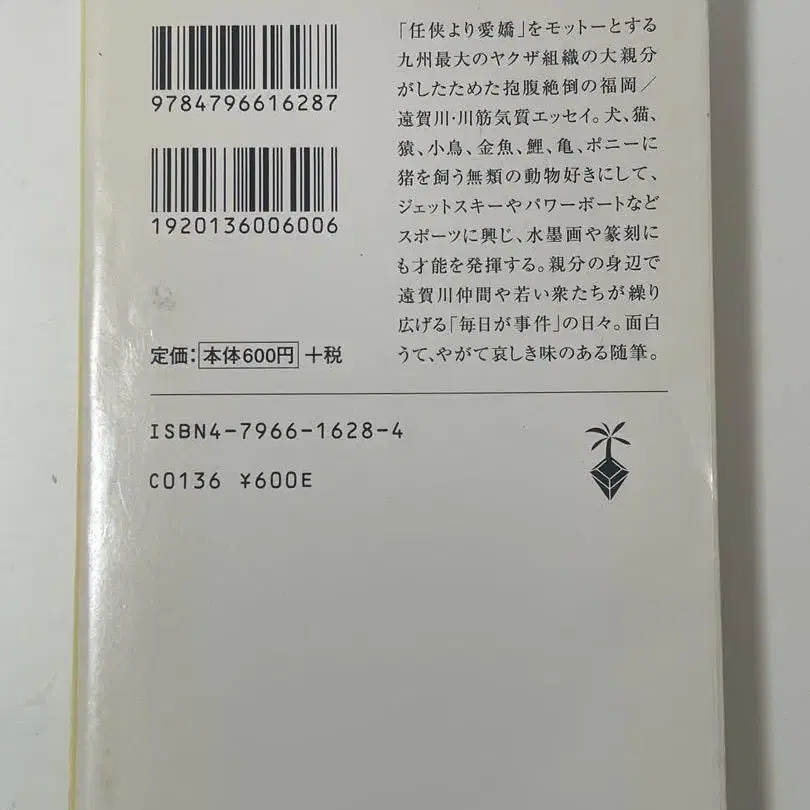 9784796616287
1920136006006
定価：本体600円＋税
「任侠より愛嬌」をモットーとする
九州最大のヤクザ組織の大親分
がしたためた抱腹絶倒の福岡／
遠賀川・川筋気質エッセイ。犬、猫、
猿、小鳥、金魚、鯉、亀、ポニーに
猪を飼う無類の動物好きにして、
ジェットスキーやパワーボートなど
スポーツに興じ、水墨画や篆刻に
も才能を発揮する。親分の身辺で
遠賀川仲間や若い衆たちが繰り
広げる「毎日が事件」の日々。面白
うて、やがて哀しき味のある随筆。
ISBN4-7966-1628-4
C0136 ¥600E